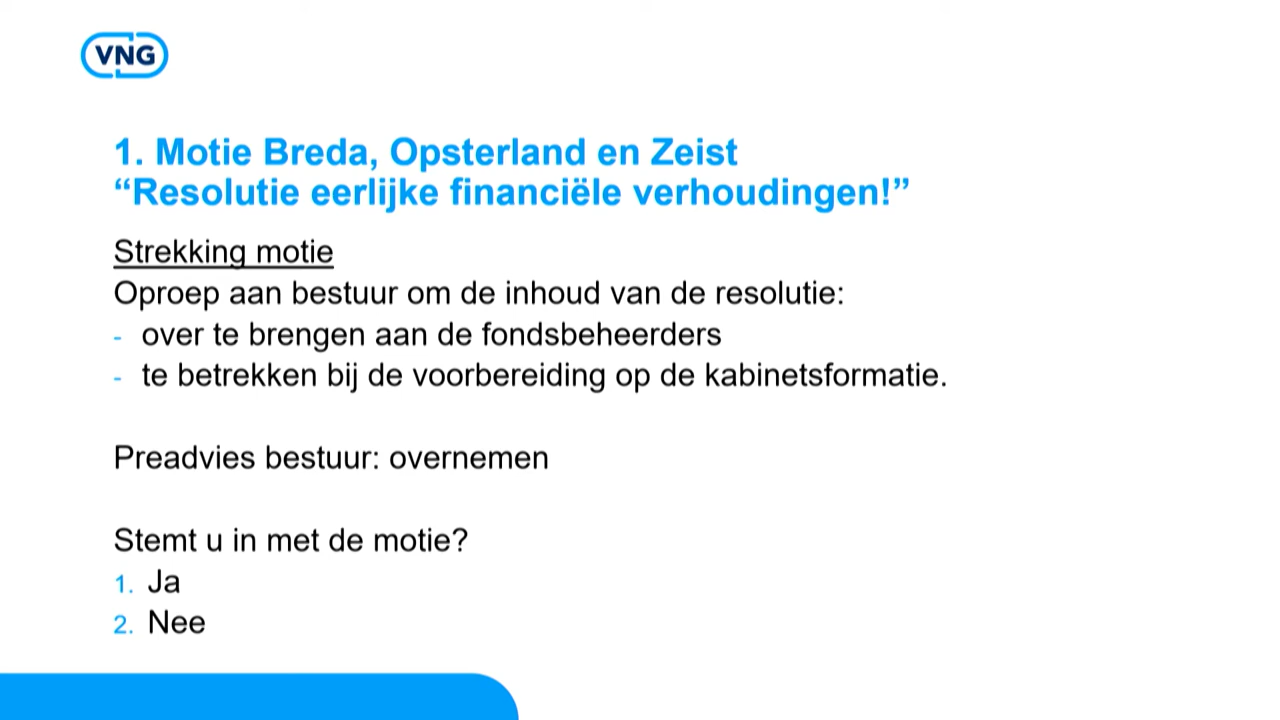 VNG
1. Motie Breda, Opsterland en Zeist
“Resolutie eerlijke financiële verhoudingen!”
Strekking motie
Oproep aan bestuur om de inhoud van de resolutie:
- over te brengen aan de fondsbeheerders
- te betrekken bij de voorbereiding op de kabinetsformatie.
Preadvies bestuur: overnemen
Stemt u in met de motie?
1. Ja
2. Nee